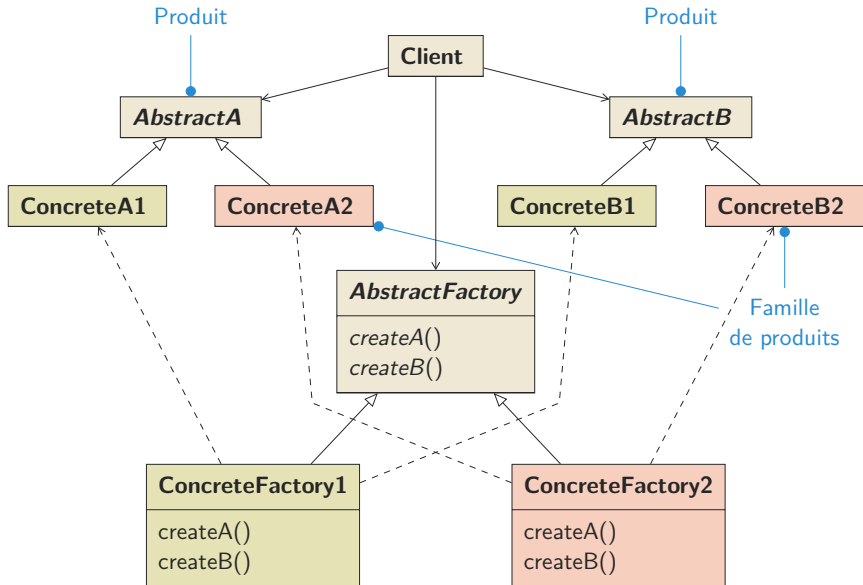 Produit
Produit
Client
AbstractA
AbstractB
ConcreteA1
ConcreteA2
ConcreteB1
ConcreteB2
AbstractFactory
createA()
createB()
Famille
de produits
ConcreteFactory1
createA()
createB()
ConcreteFactory2
createA()
createB()